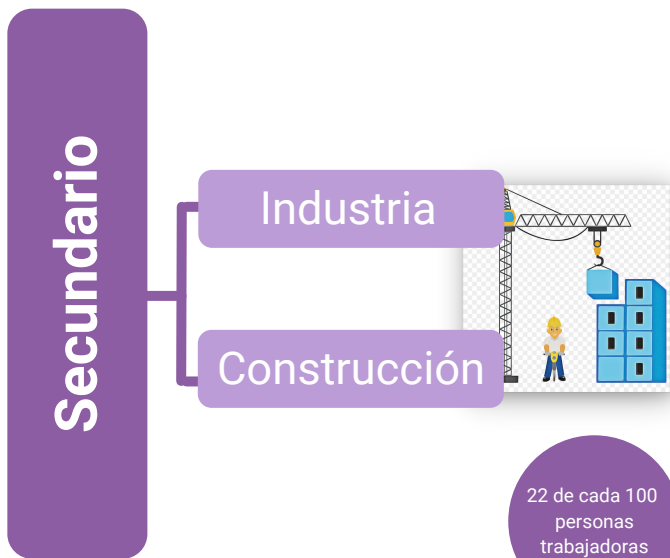 Secundario
Industria
Construcción
22 de cada 100
personas
trabajadoras